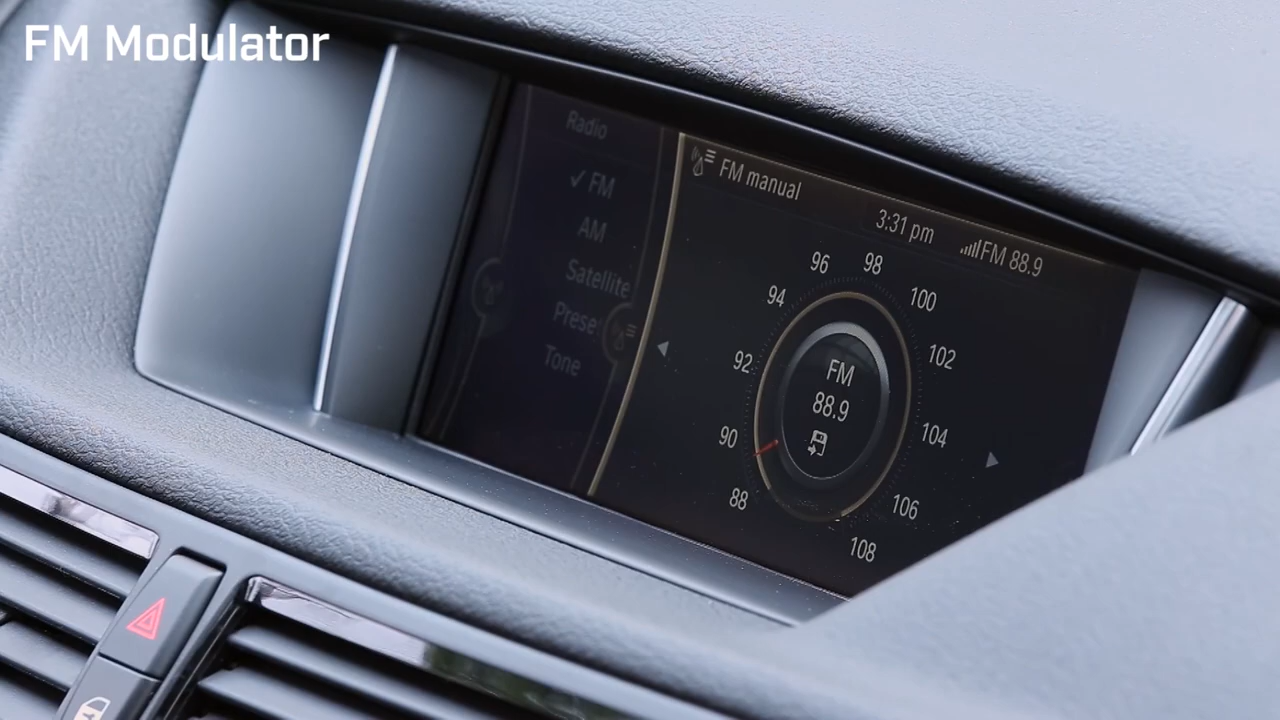 FM Modulator
Radio
✓ FM
AM
Satellite
Prese
Tone
FM manual
3:31 pm
FM 88.9
96
98
94
100
92
102
FM
88.9
90
104
88
106
108